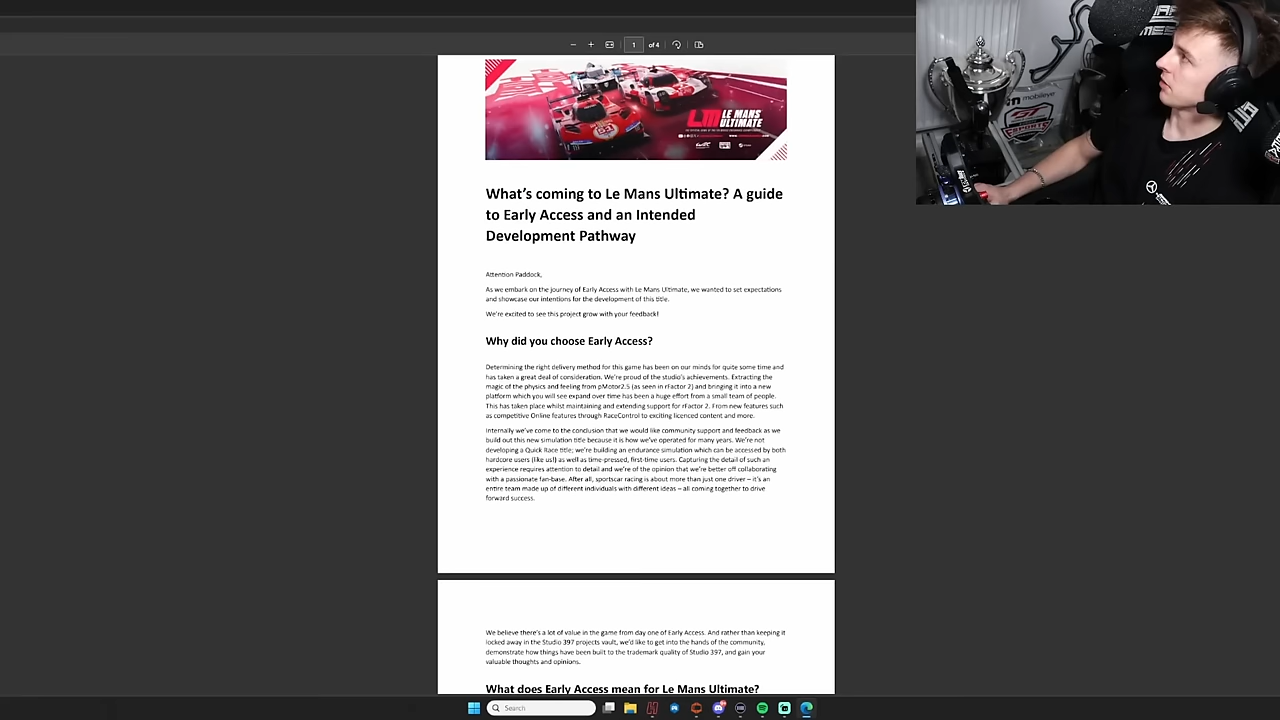 1 of 4
LM LE MANS
ULTIMATE
What's coming to Le Mans Ultimate? A guide
to Early Access and an Intended
Development Pathway
Attention Paddock,
As we embark on the journey of Early Access with Le Mans Ultimate, we wanted to set expectations
and showcase our intentions for the development of this title.
We're excited to see this project grow with your feedback!
Why did you choose Early Access?
Determining the right delivery method for this game has been on our minds for quite some time and
has taken a great deal of consideration. We're proud of the studio's achievements. Extracting the
magic of the physics and feeling from pMotor2.5 (as seen in rFactor 2) and bringing it into a new
platform which you will see expand over time has been a huge effort from a small team of people.
This has taken place whilst maintaining and extending support for rFactor 2. From new features such
as competitive Online features through RaceControl to exciting licenced content and more.
Internally we've come to the conclusion that we would like community support and feedback as we
build out this new simulation title because it is how we've operated for many years. We're not
developing a Quick Race title; we're building an endurance simulation which can be accessed by both
hardcore users (like us!) as well as time-pressed, first-time users. Capturing the detail of such an
experience requires attention to detail and we're of the opinion that we're better off collaborating
with a passionate fan-base. After all, sportscar racing is about more than just one driver – it's an
entire team made up of different individuals with different ideas – all coming together to drive
forward success.
We believe there's a lot of value in the game from day one of Early Access. And rather than keeping it
locked away in the Studio 397 projects vault, we'd like to get into the hands of the community,
demonstrate how things have been built to the trademark quality of Studio 397, and gain your
valuable thoughts and opinions.
What does Early Access mean for Le Mans Ultimate?
Search
mobileye
GT
ESPORTS